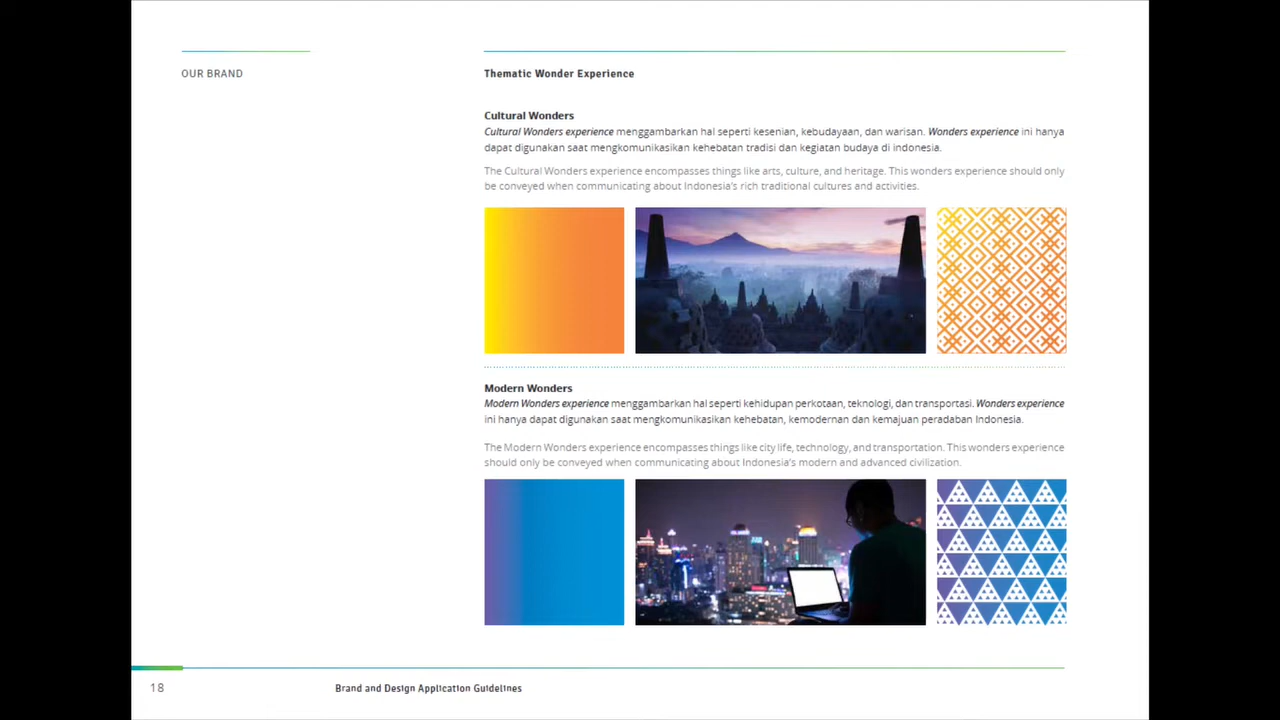 OUR BRAND
Thematic Wonder Experience
Cultural Wonders
Cultural Wonders experience menggambarkan hal seperti kesenian, kebudayaan, dan warisan. Wonders experience ini hanya
dapat digunakan saat mengkomunikasikan kehebatan tradisi dan kegiatan budaya di indonesia.
The Cultural Wonders experience encompasses things like arts, culture, and heritage. This wonders experience should only
be conveyed when communicating about Indonesia's rich traditional cultures and activities.
Modern Wonders
Modern Wonders experience menggambarkan hal seperti kehidupan perkotaan, teknologi, dan transportasi. Wonders experience
ini hanya dapat digunakan saat mengkomunikasikan kehebatan, kemodernan dan kemajuan peradaban Indonesia.
The Modern Wonders experience encompasses things like city life, technology, and transportation. This wonders experience
should only be conveyed when communicating about Indonesia's modern and advanced civilization.
18
Brand and Design Application Guidelines